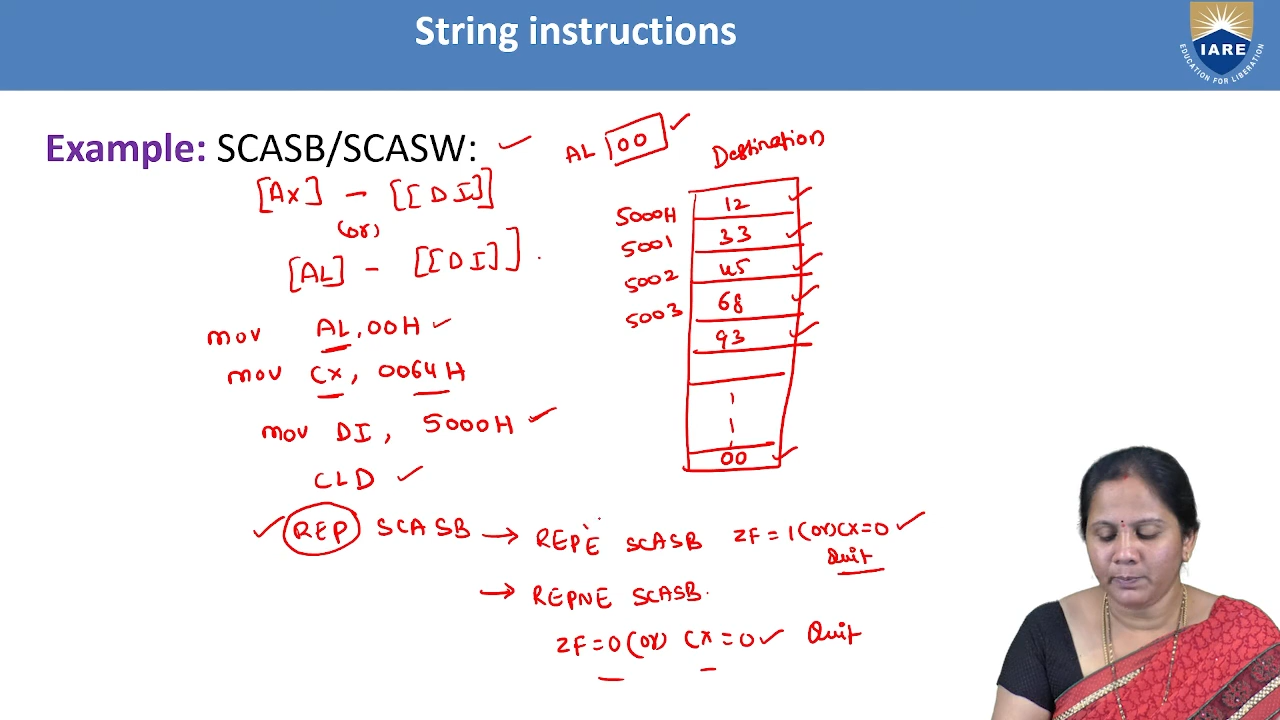 String instructions
IARE
EDUCATION FOR LIBERATION
Example: SCASB/SCASW:
[AX] - [[DI]]
(or)
[AL] - [[DI]].
mov AL, 00H
mov CX, 0064H
mov DI, 5000H
CLD
REP SCASB → REPE SCASB ZF = 1 (or) CX=0
Quit
→ REPNE SCASB.
ZF = 0 (or) CX = 0 Quit
AL 00
Destination
5000H 12
5001 33
5002 45
5003 68
93
00